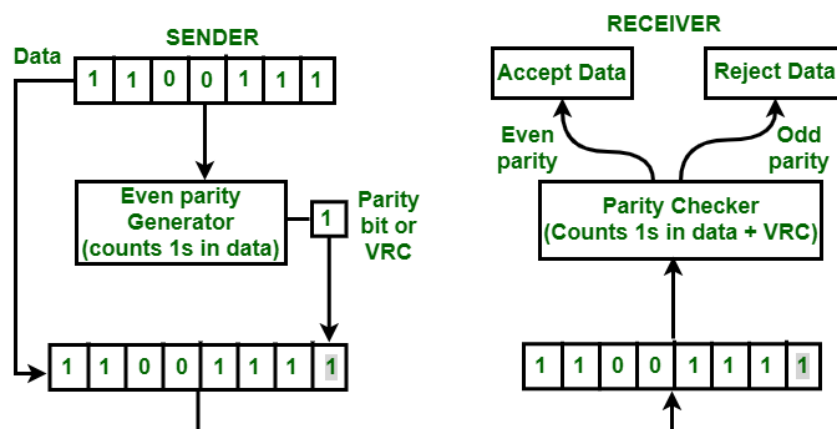 SENDER
Data
1 1 0 0 1 1 1
Even parity
Generator
(counts 1s in data)
1
Parity
bit or
VRC
1 1 0 0 1 1 1 1
RECEIVER
Accept Data
Reject Data
Even
parity
Odd
parity
Parity Checker
(Counts 1s in data + VRC)
1 1 0 0 1 1 1 1